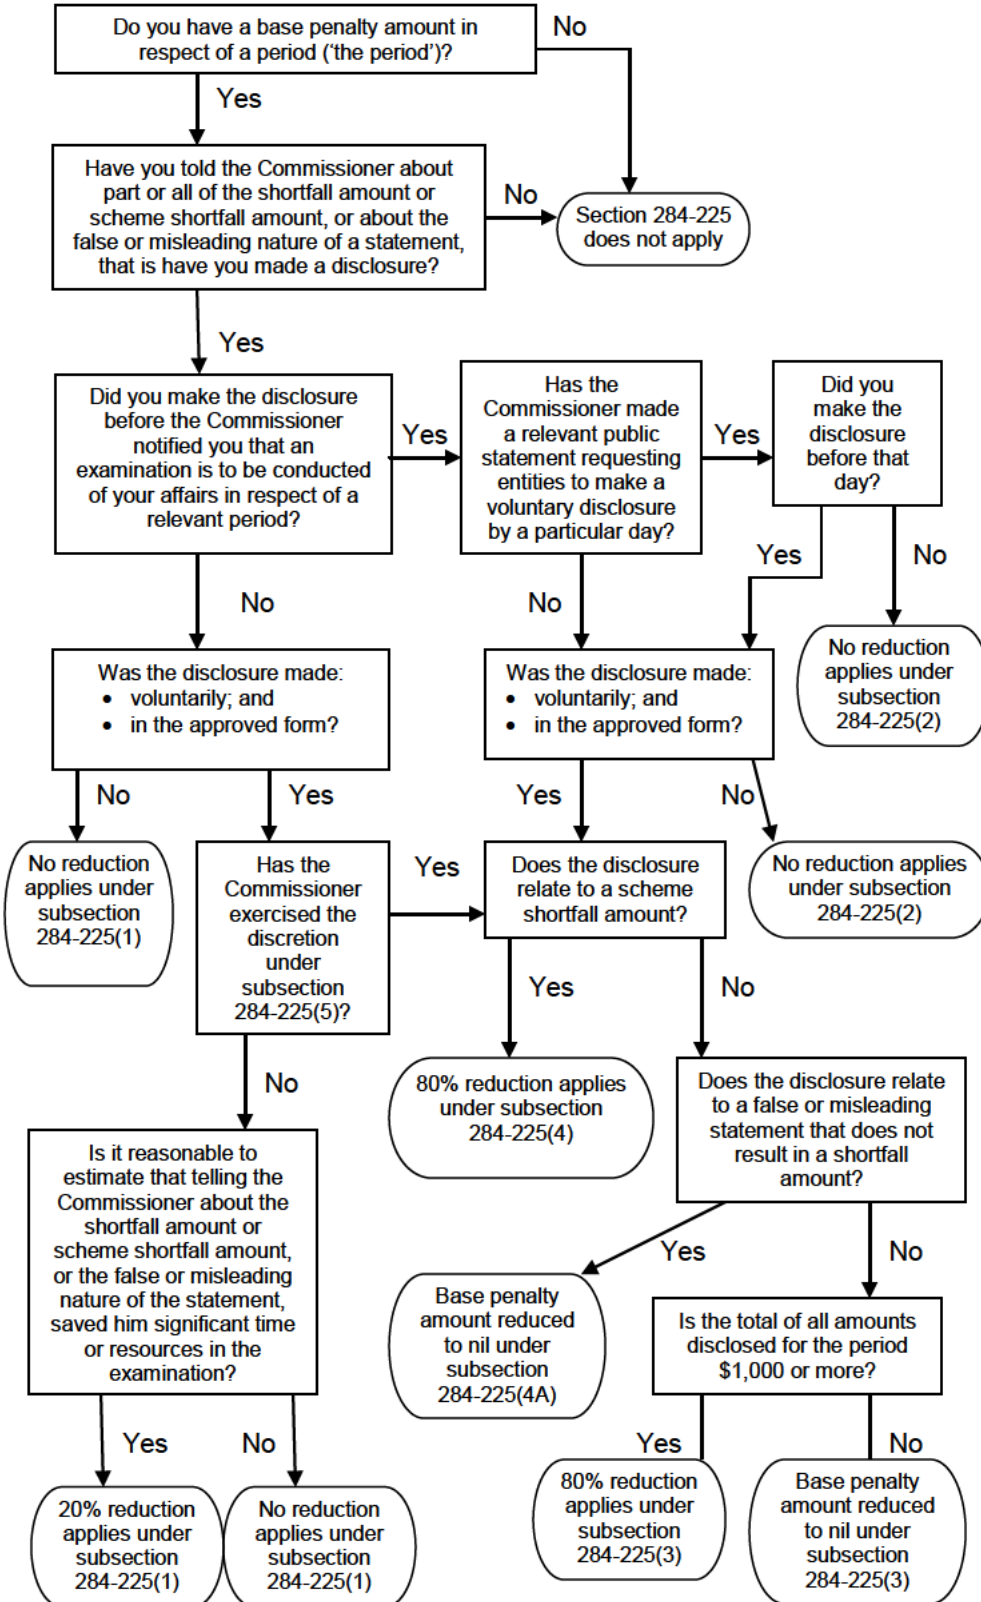 Do you have a base penalty amount in
respect of a period (‘the period’)?
No
Yes
Have you told the Commissioner about
part or all of the shortfall amount or
scheme shortfall amount, or about the
false or misleading nature of a statement,
that is have you made a disclosure?
No
Section 284-225
does not apply
Yes
Did you make the disclosure
before the Commissioner
notified you that an
examination is to be conducted
of your affairs in respect of a
relevant period?
Yes
Has the
Commissioner made
a relevant public
statement requesting
entities to make a
voluntary disclosure
by a particular day?
Yes
Did you
make the
disclosure
before that
day?
No
No
Yes
No
No reduction
applies under
subsection
284-225(2)
Was the disclosure made:
• voluntarily; and
• in the approved form?
Was the disclosure made:
• voluntarily; and
• in the approved form?
No
Yes
Yes
No
No reduction
applies under
subsection
284-225(1)
Has the
Commissioner
exercised the
discretion
under
subsection
284-225(5)?
Yes
Does the disclosure
relate to a scheme
shortfall amount?
No reduction applies
under subsection
284-225(2)
No
Yes
No
80% reduction applies
under subsection
284-225(4)
Does the disclosure relate
to a false or misleading
statement that does not
result in a shortfall
amount?
Is it reasonable to
estimate that telling the
Commissioner about the
shortfall amount or
scheme shortfall amount,
or the false or misleading
nature of the statement,
saved him significant time
or resources in the
examination?
Yes
No
Base penalty
amount reduced
to nil under
subsection
284-225(4A)
Is the total of all amounts
disclosed for the period
$1,000 or more?
Yes
No
Yes
No
20% reduction
applies under
subsection
284-225(1)
No reduction
applies under
subsection
284-225(1)
80% reduction
applies under
subsection
284-225(3)
Base penalty
amount reduced
to nil under
subsection
284-225(3)